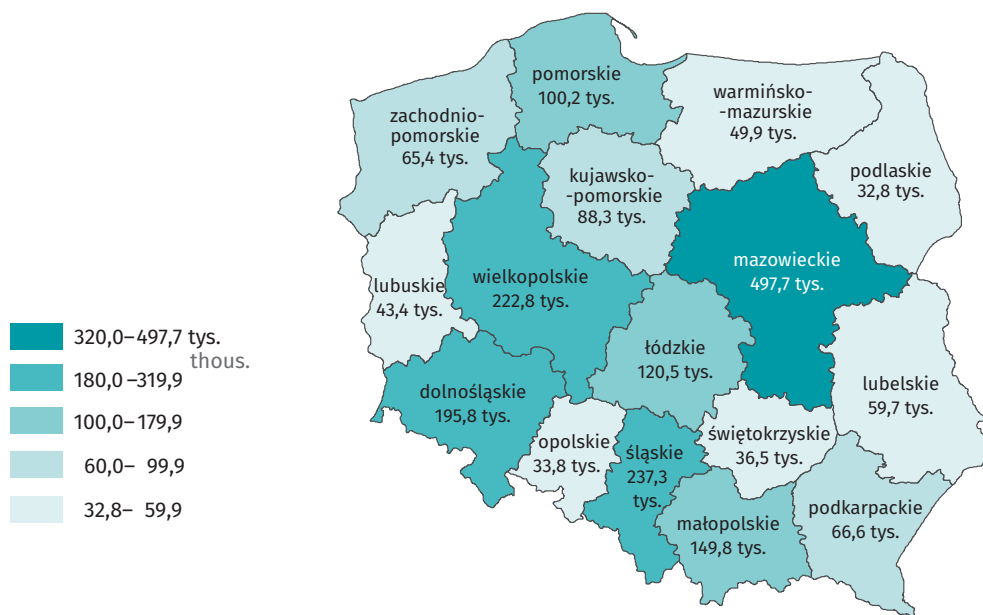 pomorskie
100,2 tys.
warmińsko-
-mazurskie
49,9 tys.
zachodnio-
pomorskie
65,4 tys.
podlaskie
32,8 tys.
kujawsko-
-pomorskie
88,3 tys.
mazowieckie
497,7 tys.
wielkopolskie
222,8 tys.
lubuskie
43,4 tys.
łódzkie
120,5 tys.
lubelskie
59,7 tys.
dolnośląskie
195,8 tys.
opolskie
33,8 tys.
śląskie
237,3
tys.
świętokrzyskie
36,5 tys.
małopolskie
149,8 tys.
podkarpackie
66,6 tys.
320,0–497,7 tys.
thous.
180,0–319,9
100,0–179,9
60,0– 99,9
32,8– 59,9